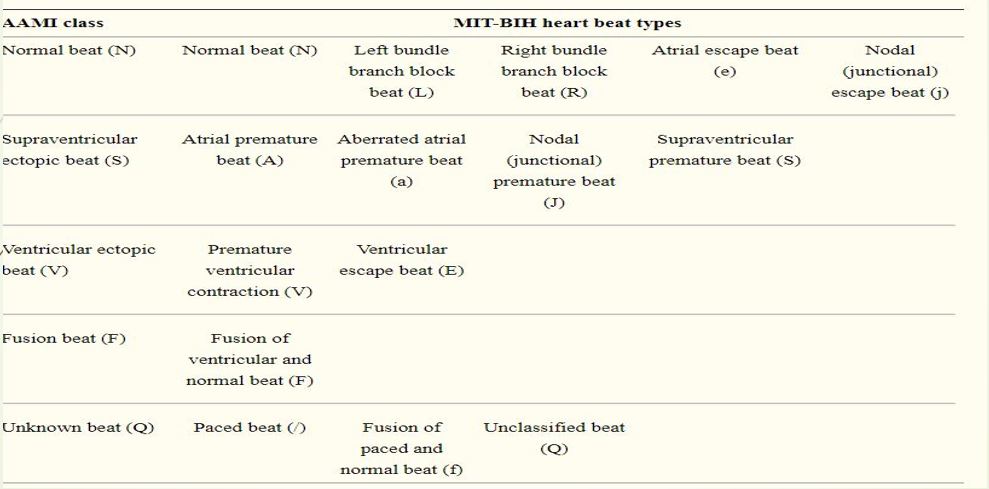 AAMI class MIT-BIH heart beat types
Normal beat (N) Normal beat (N) Left bundle Right bundle Atrial escape beat Nodal
branch block branch block (e) (junctional)
beat (L) beat (R) escape beat (j)
Supraventricular Atrial premature Aberrated atrial Nodal Supraventricular
ectopic beat (S) beat (A) premature beat (junctional) premature beat (S)
(a) premature beat
(J)
Ventricular ectopic Premature Ventricular
beat (V) ventricular escape beat (E)
contraction (V)
Fusion beat (F) Fusion of
ventricular and
normal beat (F)
Unknown beat (Q) Paced beat (/) Fusion of Unclassified beat
paced and (Q)
normal beat (f)